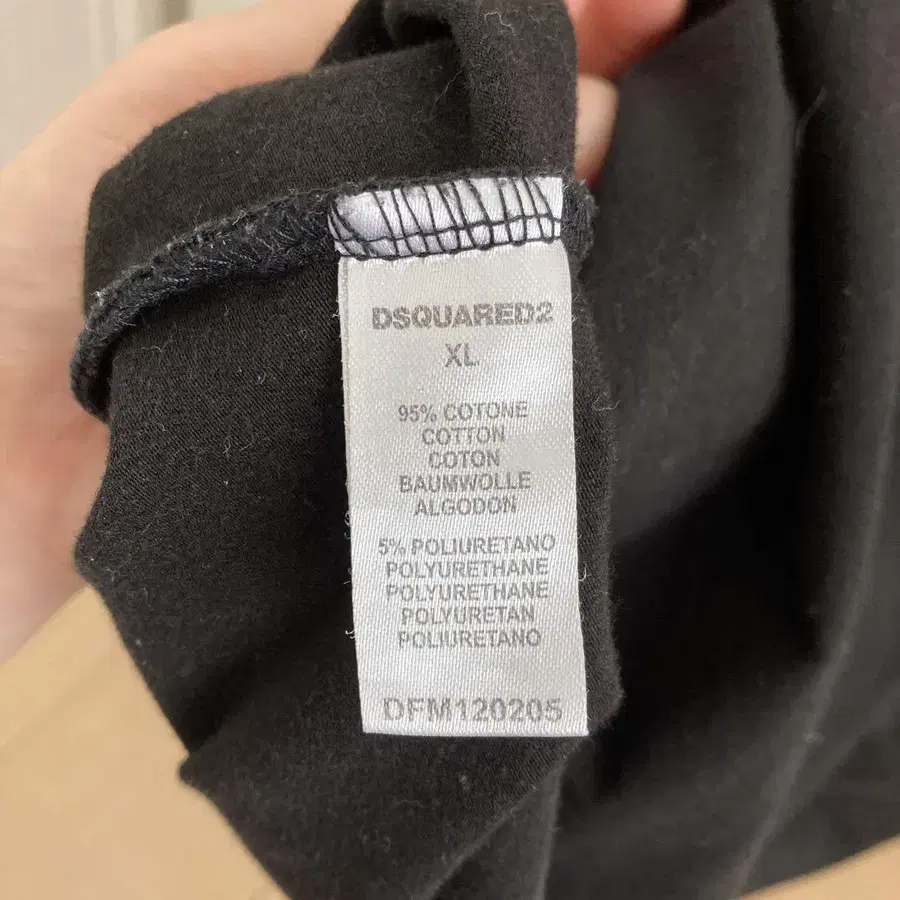 DSQUARED2
XL
95% COTONE
COTTON
COTON
BAUMWOLLE
ALGODON
5% POLIURETANO
POLYURETHANE
POLYURETHANE
POLYURETAN
POLIURETANO
DFM120205